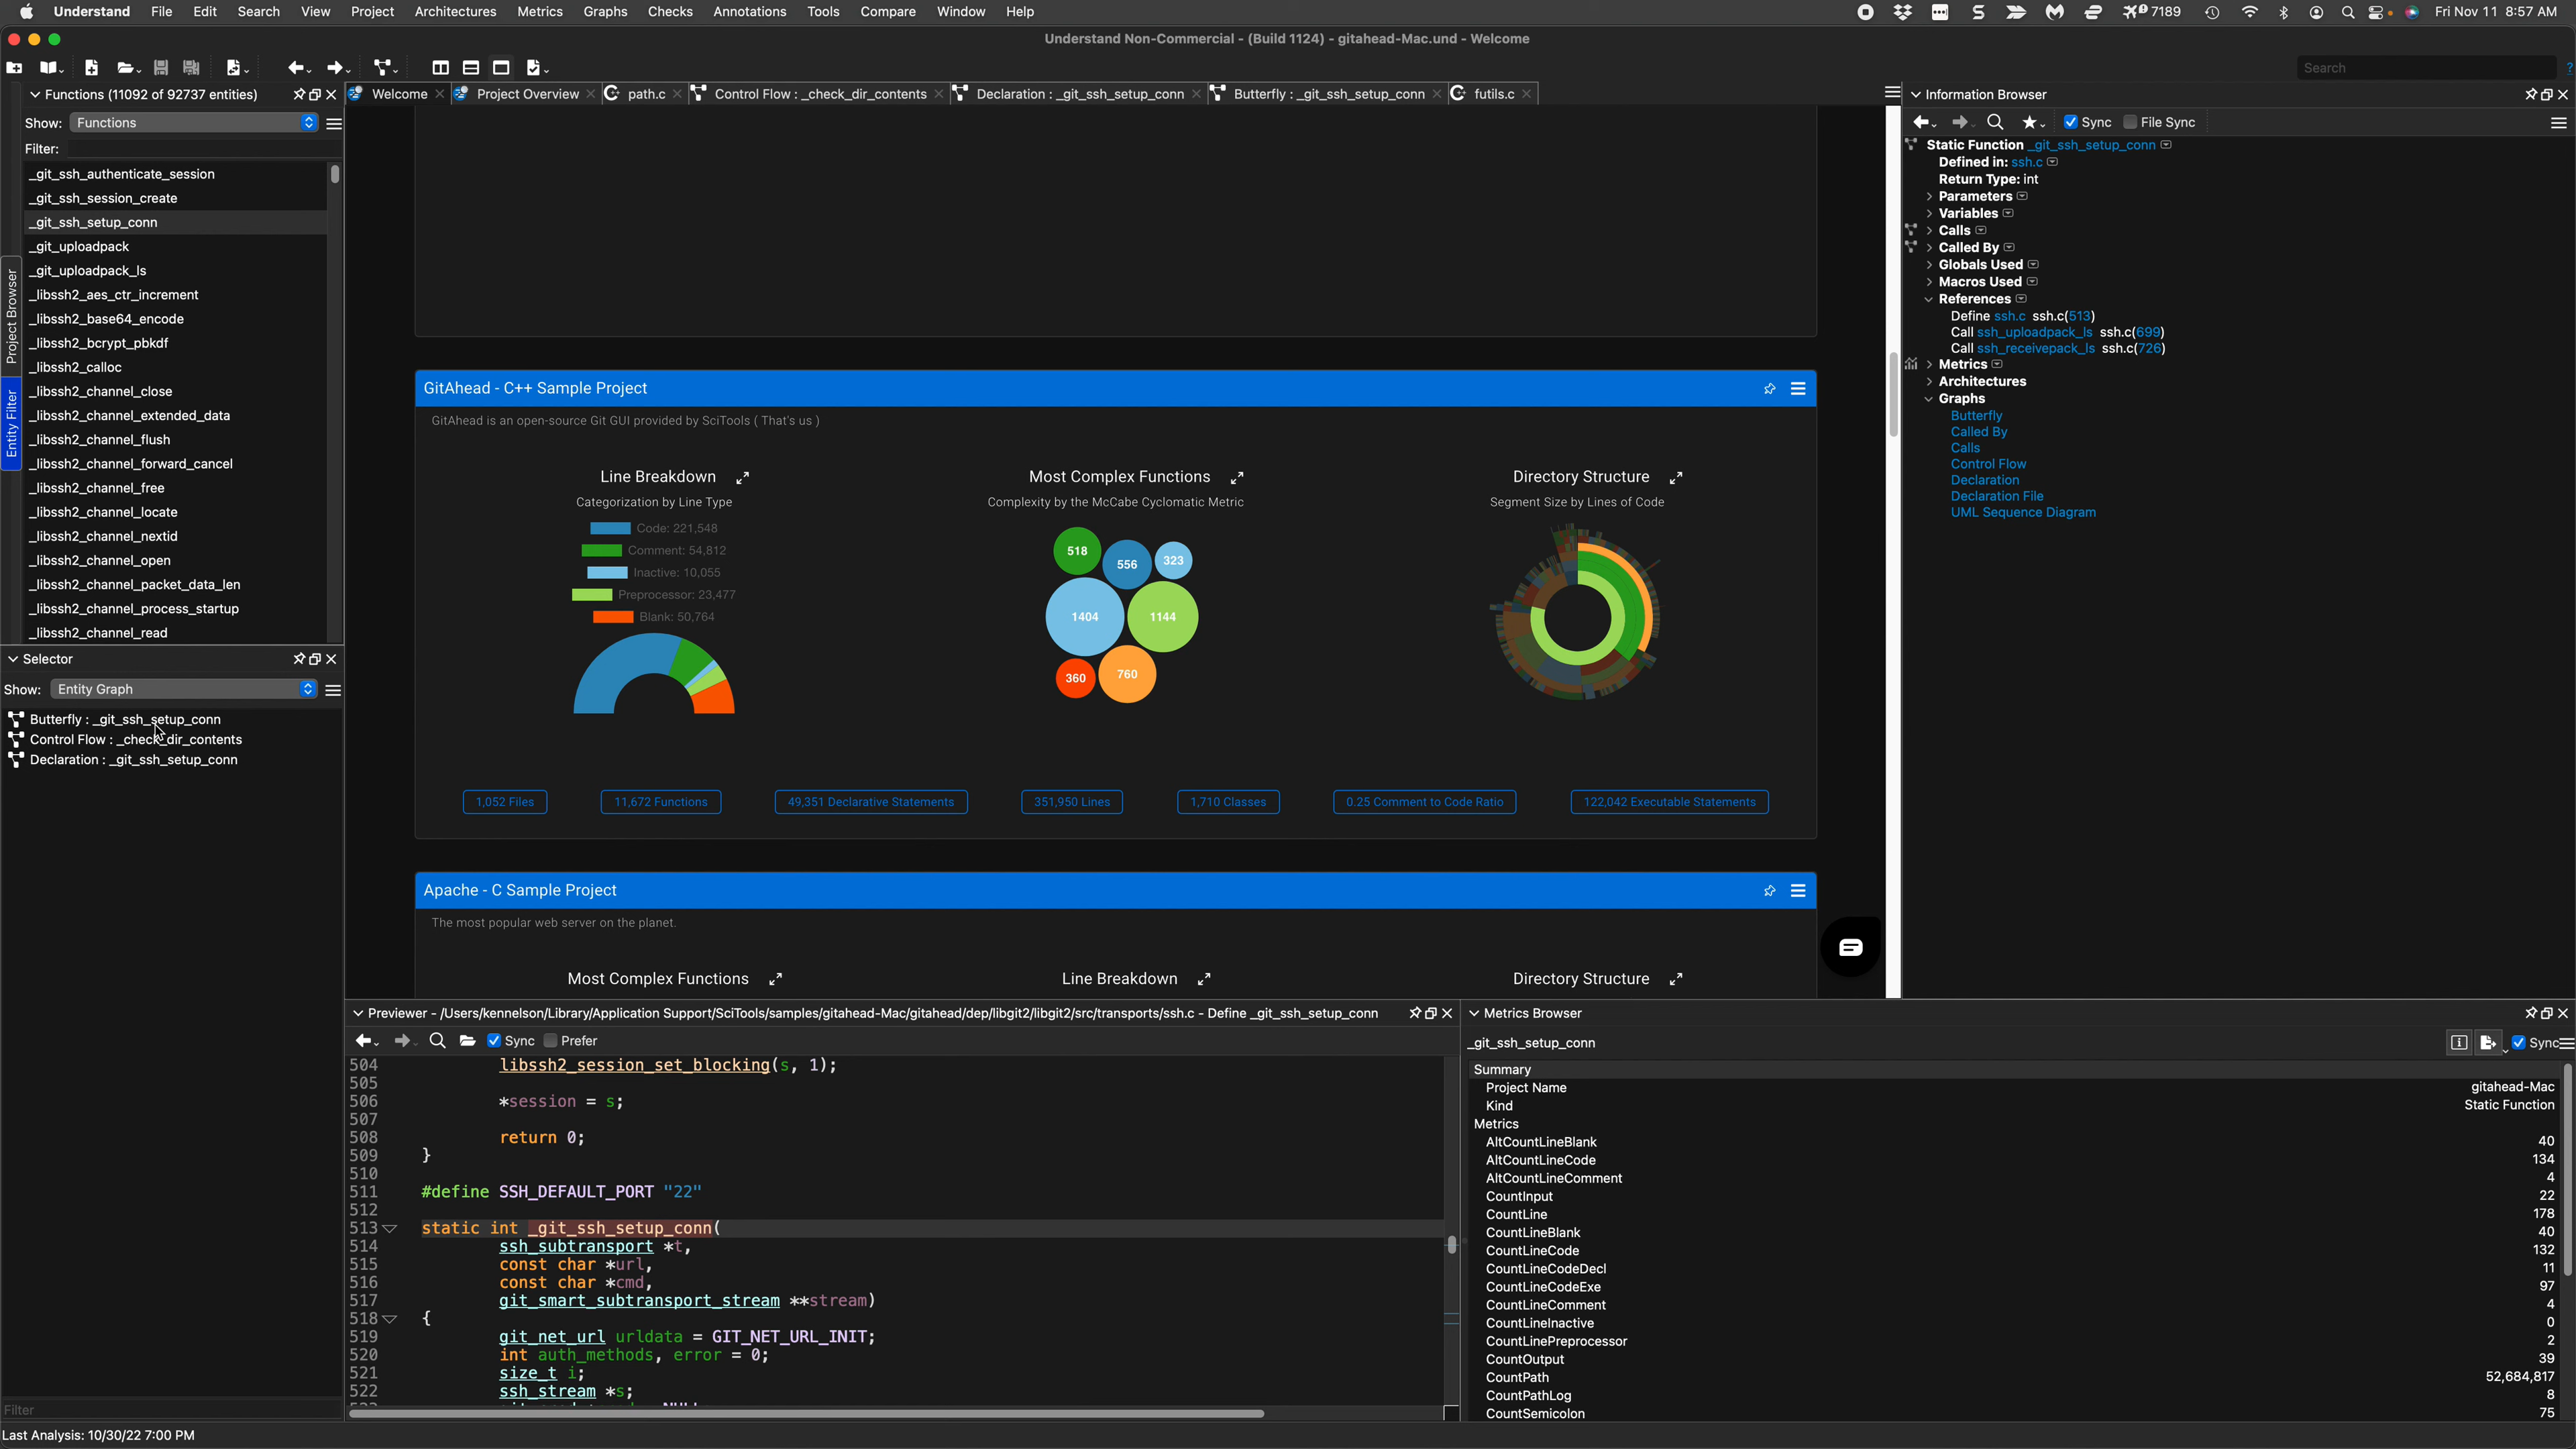 Understand File Edit Search View Project Architectures Metrics Graphs Checks Annotations Tools Compare Window Help
7189 Fri Nov 11 8:57 AM
Understand Non-Commercial - (Build 1124) - gitahead-Mac.und - Welcome
Search ?
Functions (11092 of 92737 entities)
Show: Functions
Filter:
_git_ssh_authenticate_session
_git_ssh_session_create
_git_ssh_setup_conn
_git_uploadpack
_git_uploadpack_ls
_libssh2_aes_ctr_increment
_libssh2_base64_encode
_libssh2_bcrypt_pbkdf
_libssh2_calloc
_libssh2_channel_close
_libssh2_channel_extended_data
_libssh2_channel_flush
_libssh2_channel_forward_cancel
_libssh2_channel_free
_libssh2_channel_locate
_libssh2_channel_nextid
_libssh2_channel_open
_libssh2_channel_packet_data_len
_libssh2_channel_process_startup
_libssh2_channel_read
Project Browser
Entity Filter
Selector
Show: Entity Graph
Butterfly : _git_ssh_setup_conn
Control Flow : _check_dir_contents
Declaration : _git_ssh_setup_conn
Filter
Last Analysis: 10/30/22 7:00 PM
Welcome Project Overview path.c Control Flow : _check_dir_contents Declaration : _git_ssh_setup_conn Butterfly : _git_ssh_setup_conn futils.c
GitAhead - C++ Sample Project
GitAhead is an open-source Git GUI provided by SciTools ( That's us )
Line Breakdown
Categorization by Line Type
Code: 221,548
Comment: 54,812
Inactive: 10,055
Preprocessor: 23,477
Blank: 50,764
Most Complex Functions
Complexity by the McCabe Cyclomatic Metric
518
556
323
1404
1144
360
760
Directory Structure
Segment Size by Lines of Code
1,052 Files 11,672 Functions 49,351 Declarative Statements 351,950 Lines 1,710 Classes 0.25 Comment to Code Ratio 122,042 Executable Statements
Apache - C Sample Project
The most popular web server on the planet.
Most Complex Functions Line Breakdown Directory Structure
Information Browser
Sync File Sync
Static Function _git_ssh_setup_conn
Defined in: ssh.c
Return Type: int
Parameters
Variables
Calls
Called By
Globals Used
Macros Used
References
Define ssh.c ssh.c(513)
Call ssh_uploadpack_ls ssh.c(699)
Call ssh_receivepack_ls ssh.c(726)
Metrics
Architectures
Graphs
Butterfly
Called By
Calls
Control Flow
Declaration
Declaration File
UML Sequence Diagram
Previewer - /Users/kennelson/Library/Application Support/SciTools/samples/gitahead-Mac/gitahead/dep/libgit2/libgit2/src/transports/ssh.c - Define _git_ssh_setup_conn
Sync Prefer
504 libssh2_session_set_blocking(s, 1);
505
506 *session = s;
507
508 return 0;
509 }
510
511 #define SSH_DEFAULT_PORT "22"
512
513 static int _git_ssh_setup_conn(
514 ssh_subtransport *t,
515 const char *url,
516 const char *cmd,
517 git_smart_subtransport_stream **stream)
518 {
519 git_net_url urldata = GIT_NET_URL_INIT;
520 int auth_methods, error = 0;
521 size_t i;
522 ssh_stream *s;
Metrics Browser
_git_ssh_setup_conn
Sync
Summary
Project Name gitahead-Mac
Kind Static Function
Metrics
AltCountLineBlank 40
AltCountLineCode 134
AltCountLineComment 4
CountInput 22
CountLine 178
CountLineBlank 40
CountLineCode 132
CountLineCodeDecl 11
CountLineCodeExe 97
CountLineComment 4
CountLineInactive 0
CountLinePreprocessor 2
CountOutput 39
CountPath 52,684,817
CountPathLog 8
CountSemicolon 75